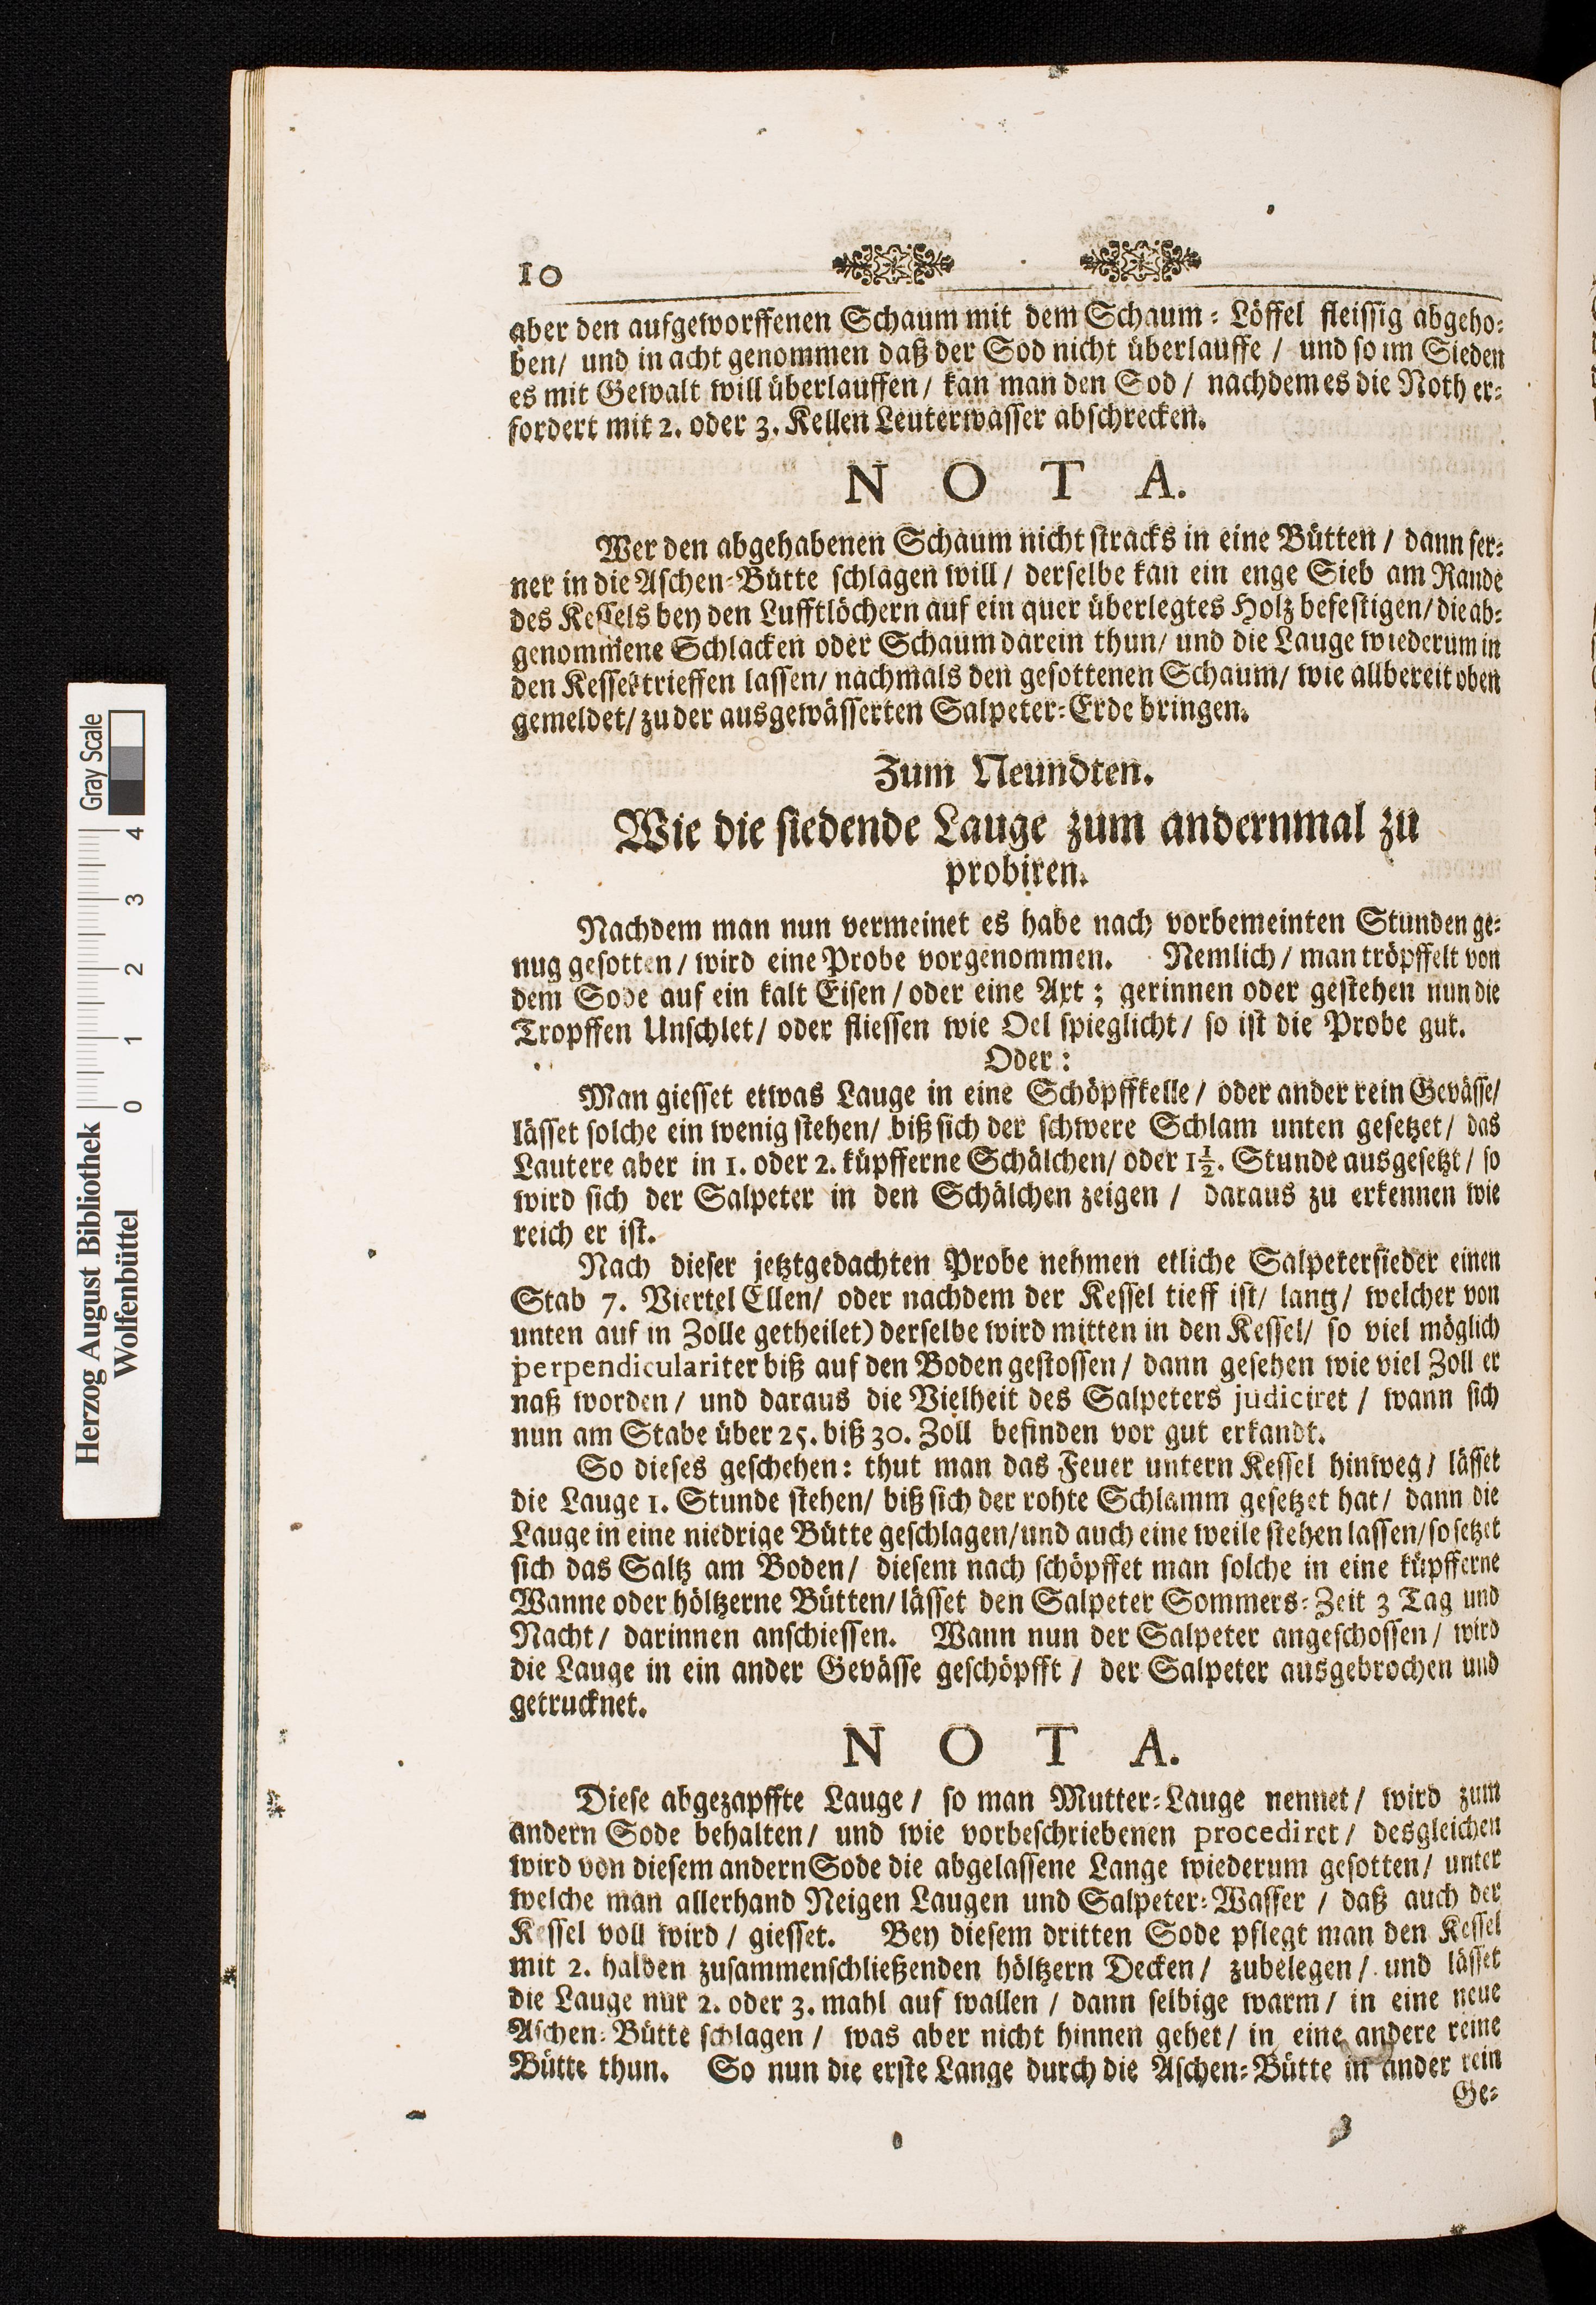 10
aber den aufgeworffenen Schaum mit dem Schaum-Löffel fleissig abgeho-
ben/ und in acht genommen daß der Sod nicht überlauffe / und so im Sieden
es mit Gewalt will überlauffen/ kan man den Sod / nachdem es die Noth er-
fordert mit 2. oder 3. Kellen Leuterwasser abschrecken.
N O T A.
Wer den abgehabenen Schaum nicht stracks in eine Bütten / dann fer-
ner in die Aschen-Bütte schlagen will / derselbe kan ein enge Sieb am Rande
des Kessels bey den Lufftlöchern auf ein quer überlegtes Holz befestigen/ die ab-
genommene Schlacken oder Schaum darein thun/ und die Lauge wiederum in
den Kessel trieffen lassen/ nachmals den gesottenen Schaum/ wie allbereit oben
gemeldet/ zu der ausgewässerten Salpeter-Erde bringen.
Zum Neundten.
Wie die siedende Lauge zum andernmal zu
probiren.
Nachdem man nun vermeinet es habe nach vorbemeinten Stunden ge-
nug gesotten / wird eine Probe vorgenommen. Nemlich / man tröpffelt von
dem Sode auf ein kalt Eisen / oder eine Axt ; gerinnen oder gestehen nun die
Tropffen Unschlet/ oder fliessen wie Oel spieglicht / so ist die Probe gut.
Oder :
Man giesset etwas Lauge in eine Schöpffkelle / oder ander rein Gevässe/
lässet solche ein wenig stehen/ biß sich der schwere Schlam unten gesetzet / das
Lautere aber in 1. oder 2. küpfferne Schälchen/ oder 1½. Stunde ausgesetzt / so
wird sich der Salpeter in den Schälchen zeigen / daraus zu erkennen wie
reich er ist.
Nach dieser jetztgedachten Probe nehmen etliche Salpetersieder einen
Stab 7. Viertel Ellen/ oder nachdem der Kessel tieff ist/ lang / welcher von
unten auf in Zolle getheilet) derselbe wird mitten in den Kessel/ so viel möglich
perpendiculariter biß auf den Boden gestossen / dann gesehen wie viel Zoll er
naß worden / und daraus die Vielheit des Salpeters judiciret / wann sich
nun am Stabe über 25. biß 30. Zoll befinden vor gut erkandt.
So dieses geschehen: thut man das Feuer untern Kessel hinweg / lässet
die Lauge 1. Stunde stehen/ biß sich der rohte Schlamm gesetzet hat/ dann die
Lauge in eine niedrige Bütte geschlagen/und auch eine weile stehen lassen/so setzet
sich das Saltz am Boden / diesem nach schöpffet man solche in eine küpfferne
Wanne oder höltzerne Bütten/ lässet den Salpeter Sommers-Zeit 3 Tag und
Nacht / darinnen anschiessen. Wann nun der Salpeter angeschossen / wird
die Lauge in ein ander Gevässe geschöpfft / der Salpeter ausgebrochen und
getrucknet.
N O T A.
Diese abgezapffte Lauge / so man Mutter-Lauge nennet / wird zum
andern Sode behalten / und wie vorbeschriebenen procediret / desgleichen
wird von diesem andern Sode die abgelassene Lange wiederum gesotten / unter
welche man allerhand Neigen Laugen und Salpeter-Wasser / daß auch der
Kessel voll wird / giesset. Bey diesem dritten Sode pflegt man den Kessel
mit 2. halden zusammenschließenden höltzern Decken / zubelegen / und lässet
die Lauge nur 2. oder 3. mahl auf wallen / dann selbige warm / in eine neue
Aschen-Bütte schlagen / was aber nicht hinnen gehet / in eine andere reine
Bütte thun. So nun die erste Lange durch die Aschen-Bütte in ander rein
Ge-
Herzog August Bibliothek
Wolfenbüttel
0 1 2 3 4
Gray Scale